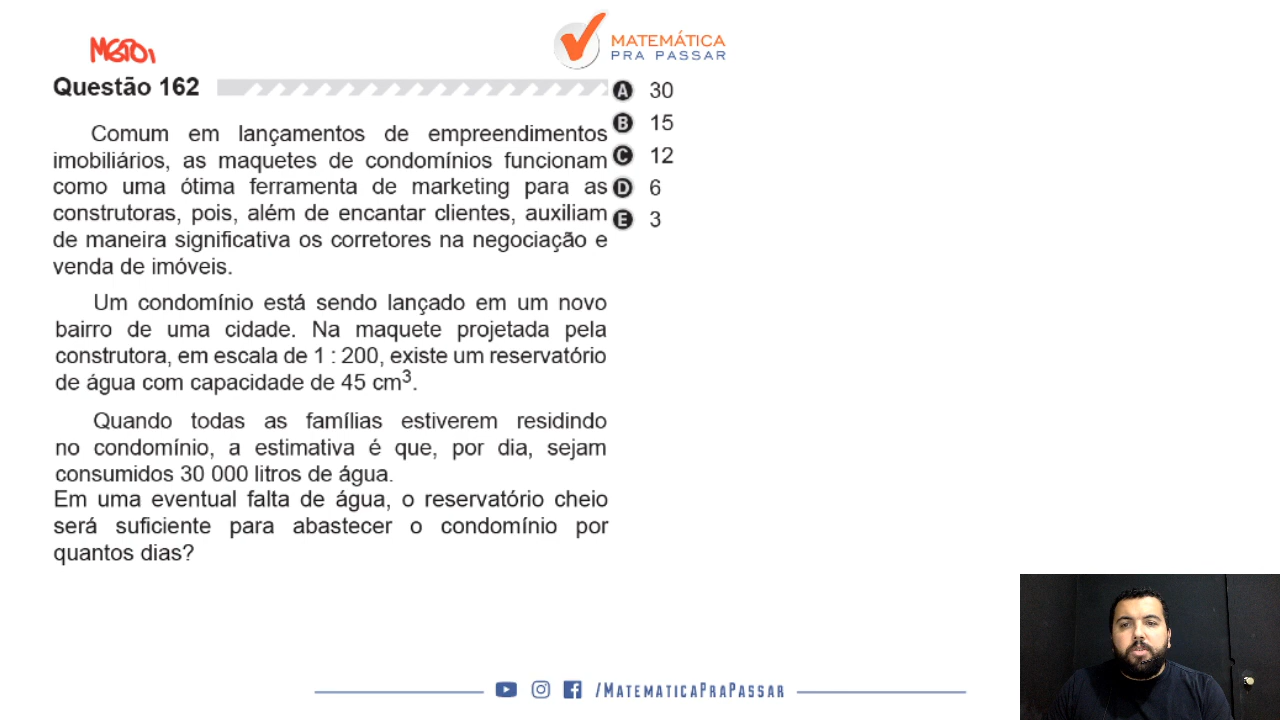 MATEMÁTICA
PRA PASSAR
Questão 162
Comum em lançamentos de empreendimentos
imobiliários, as maquetes de condomínios funcionam
como uma ótima ferramenta de marketing para as
construtoras, pois, além de encantar clientes, auxiliam
de maneira significativa os corretores na negociação e
venda de imóveis.
Um condomínio está sendo lançado em um novo
bairro de uma cidade. Na maquete projetada pela
construtora, em escala de 1 : 200, existe um reservatório
de água com capacidade de 45 cm³.
Quando todas as famílias estiverem residindo
no condomínio, a estimativa é que, por dia, sejam
consumidos 30 000 litros de água.
Em uma eventual falta de água, o reservatório cheio
será suficiente para abastecer o condomínio por
quantos dias?
A 30
B 15
C 12
D 6
E 3
/MATEMATICAPRAPASSAR